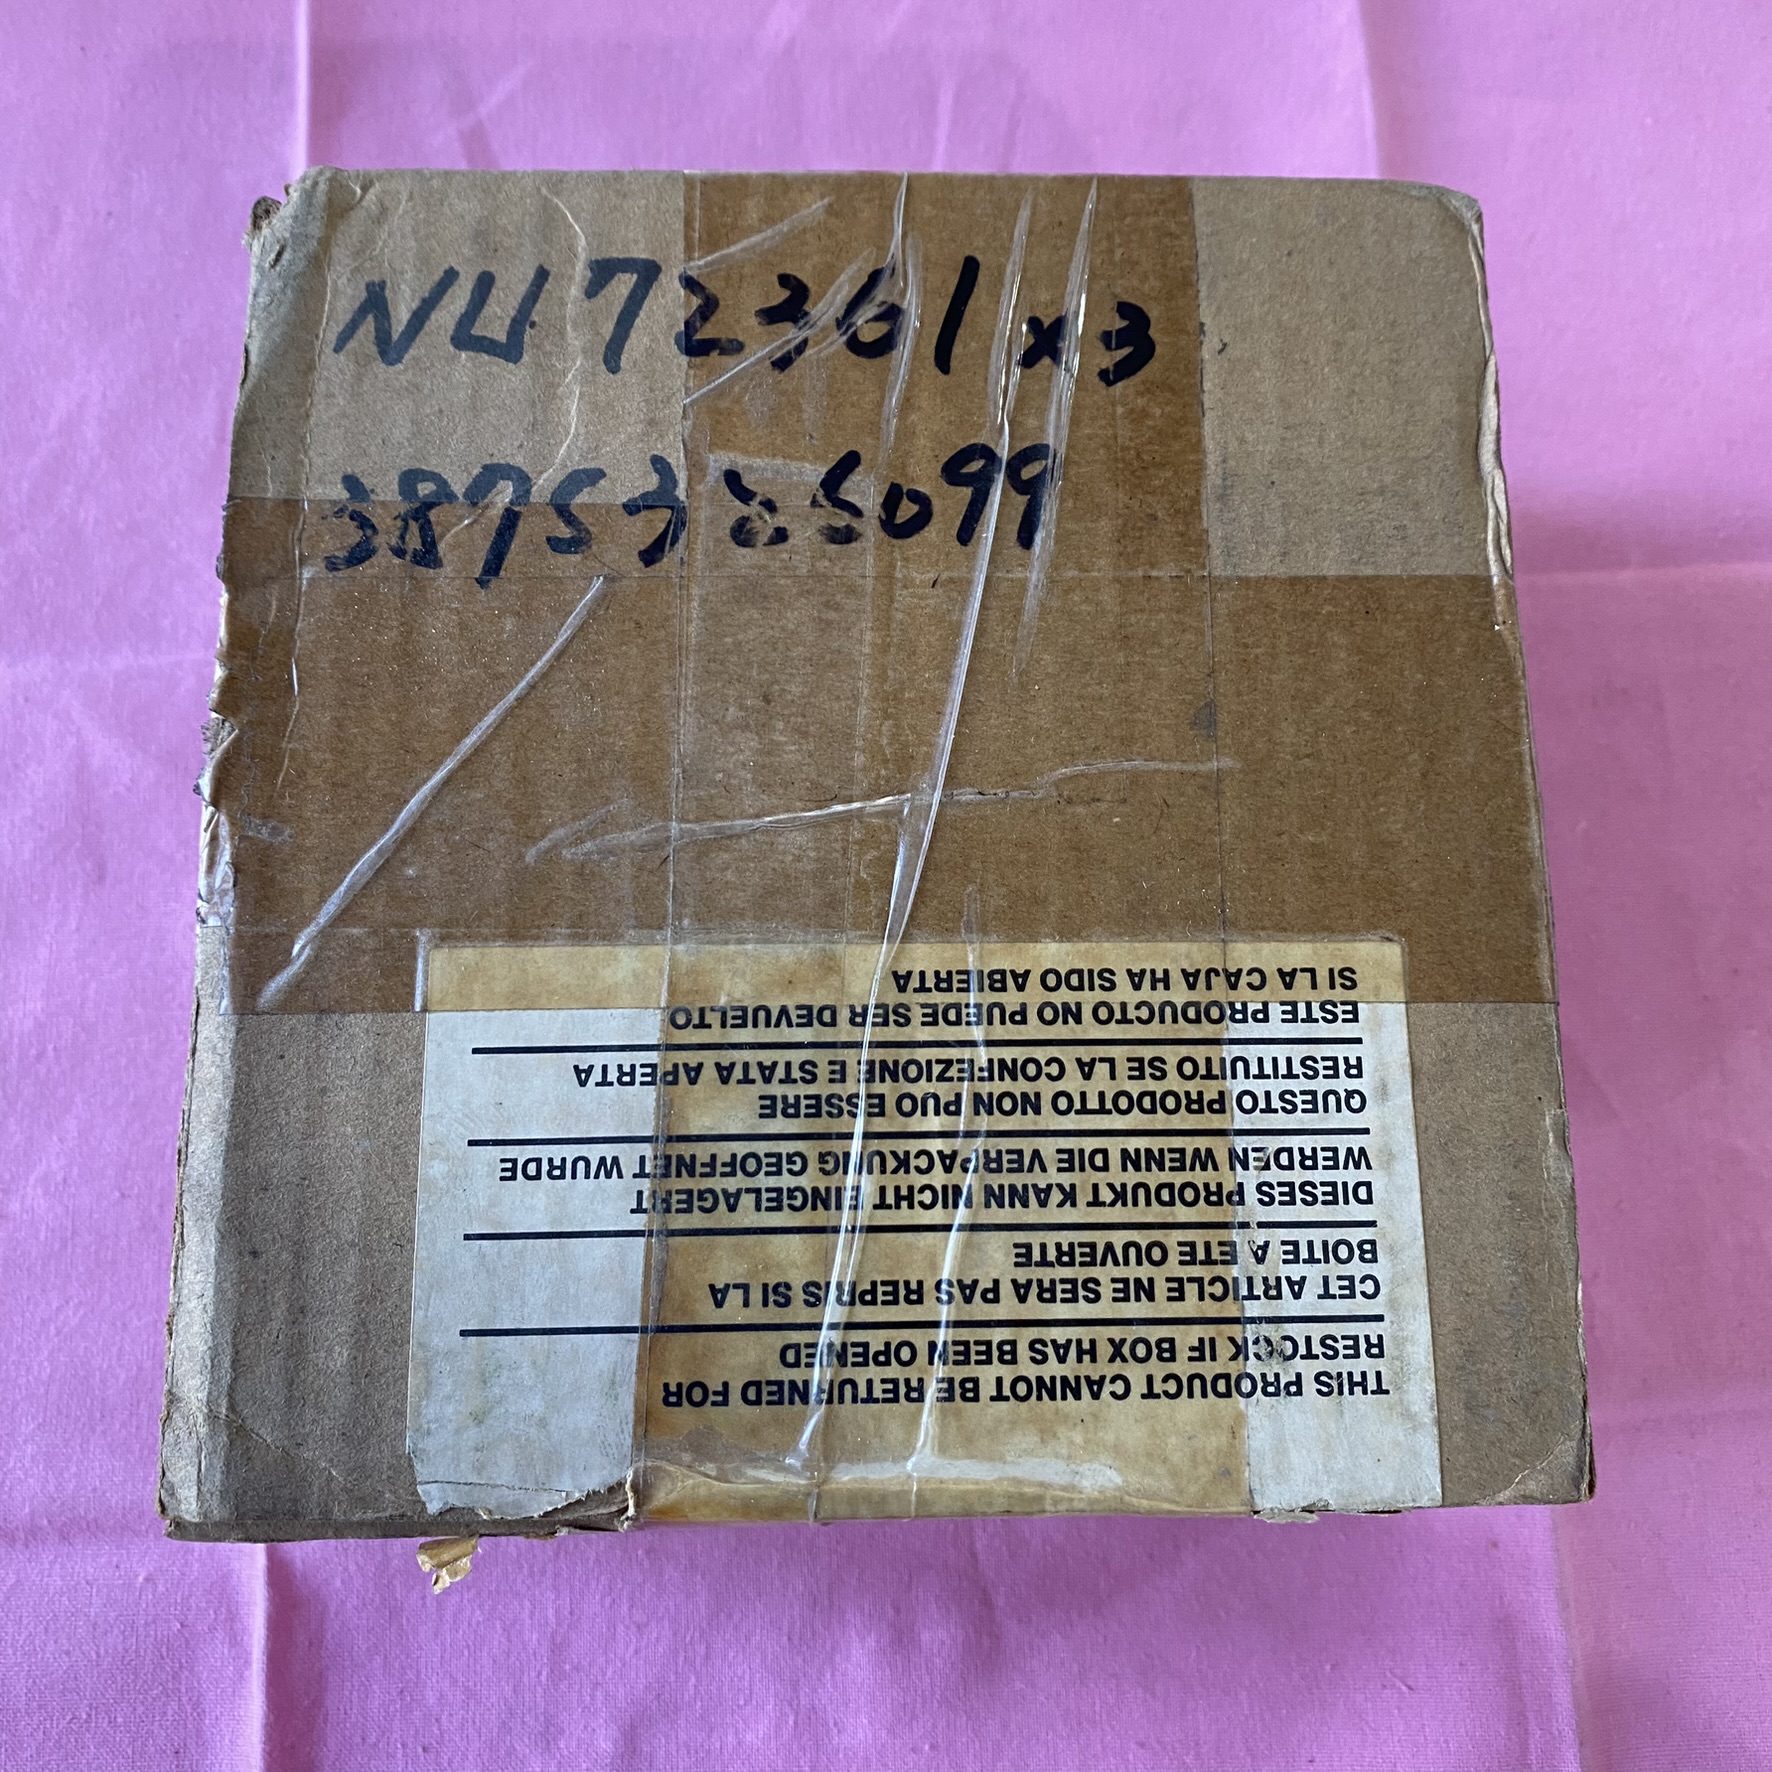 NU72361 x3
3875385099
THIS PRODUCT CANNOT BE RETURNED FOR
RESTOCK IF BOX HAS BEEN OPENED
CET ARTICLE NE SERA PAS REPRIS SI LA
BOITE A ETE OUVERTE
DIESES PRODUKT KANN NICHT EINGELAGERT
WERDEN WENN DIE VERPACKUNG GEOFFNET WURDE
QUESTO PRODOTTO NON PUO ESSERE
RESTITUITO SE LA CONFEZIONE E STATA APERTA
ESTE PRODUCTO NO PUEDE SER DEVUELTO
SI LA CAJA HA SIDO ABIERTA